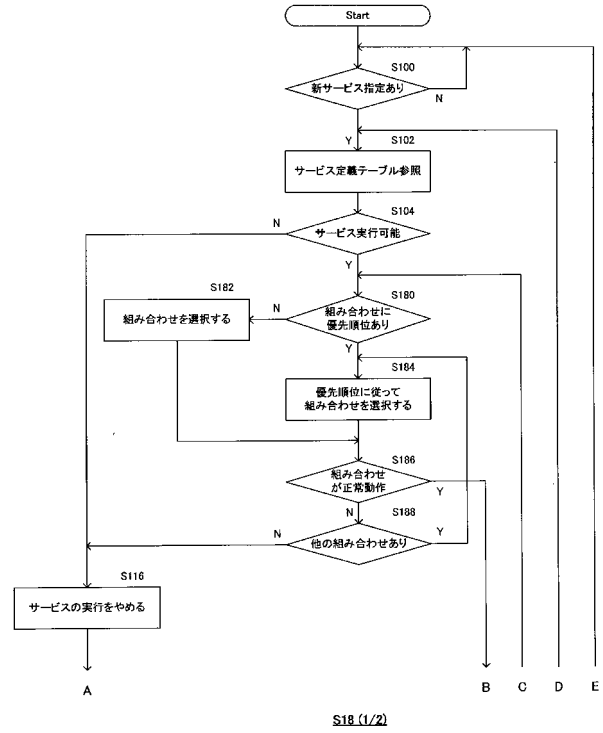 Start
S100
新サービス指定あり
N
Y
S102
サービス定義テーブル参照
S104
N
サービス実行可能
Y
S182
S180
組み合わせを選択する
N
組み合わせに
優先順位あり
Y
S184
優先順位に従って
組み合わせを選択する
S186
組み合わせ
が正常動作
Y
N
S188
N
他の組み合わせあり
Y
S116
サービスの実行をやめる
A
B
C
D
E
S18 (1/2)